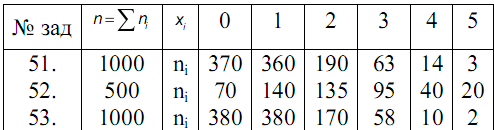 № зад n=∑ni xi 0 1 2 3 4 5
51. 1000 ni 370 360 190 63 14 3
52. 500 ni 70 140 135 95 40 20
53. 1000 ni 380 380 170 58 10 2